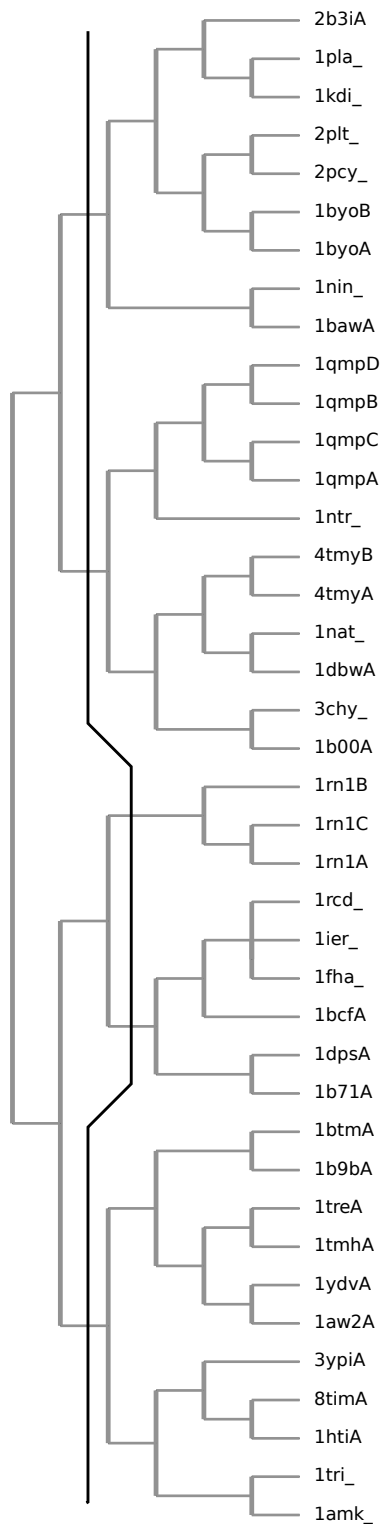 2b3iA
1pla_
1kdi_
2plt_
2pcy_
1byoB
1byoA
1nin_
1bawA
1qmpD
1qmpB
1qmpC
1qmpA
1ntr_
4tmyB
4tmyA
1nat_
1dbwA
3chy_
1b00A
1rn1B
1rn1C
1rn1A
1rcd_
1ier_
1fha_
1bcfA
1dpsA
1b71A
1btmA
1b9bA
1treA
1tmhA
1ydvA
1aw2A
3ypiA
8timA
1htiA
1tri_
1amk_